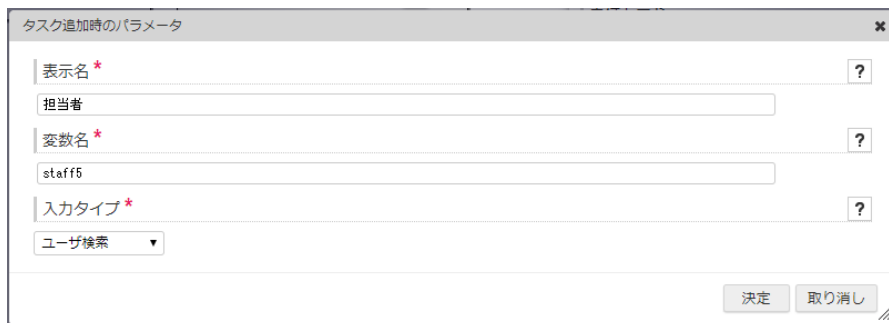 タスク追加時のパラメータ
表示名*
?
担当者
変数名*
?
staff5
入力タイプ*
?
ユーザ検索
決定
取り消し